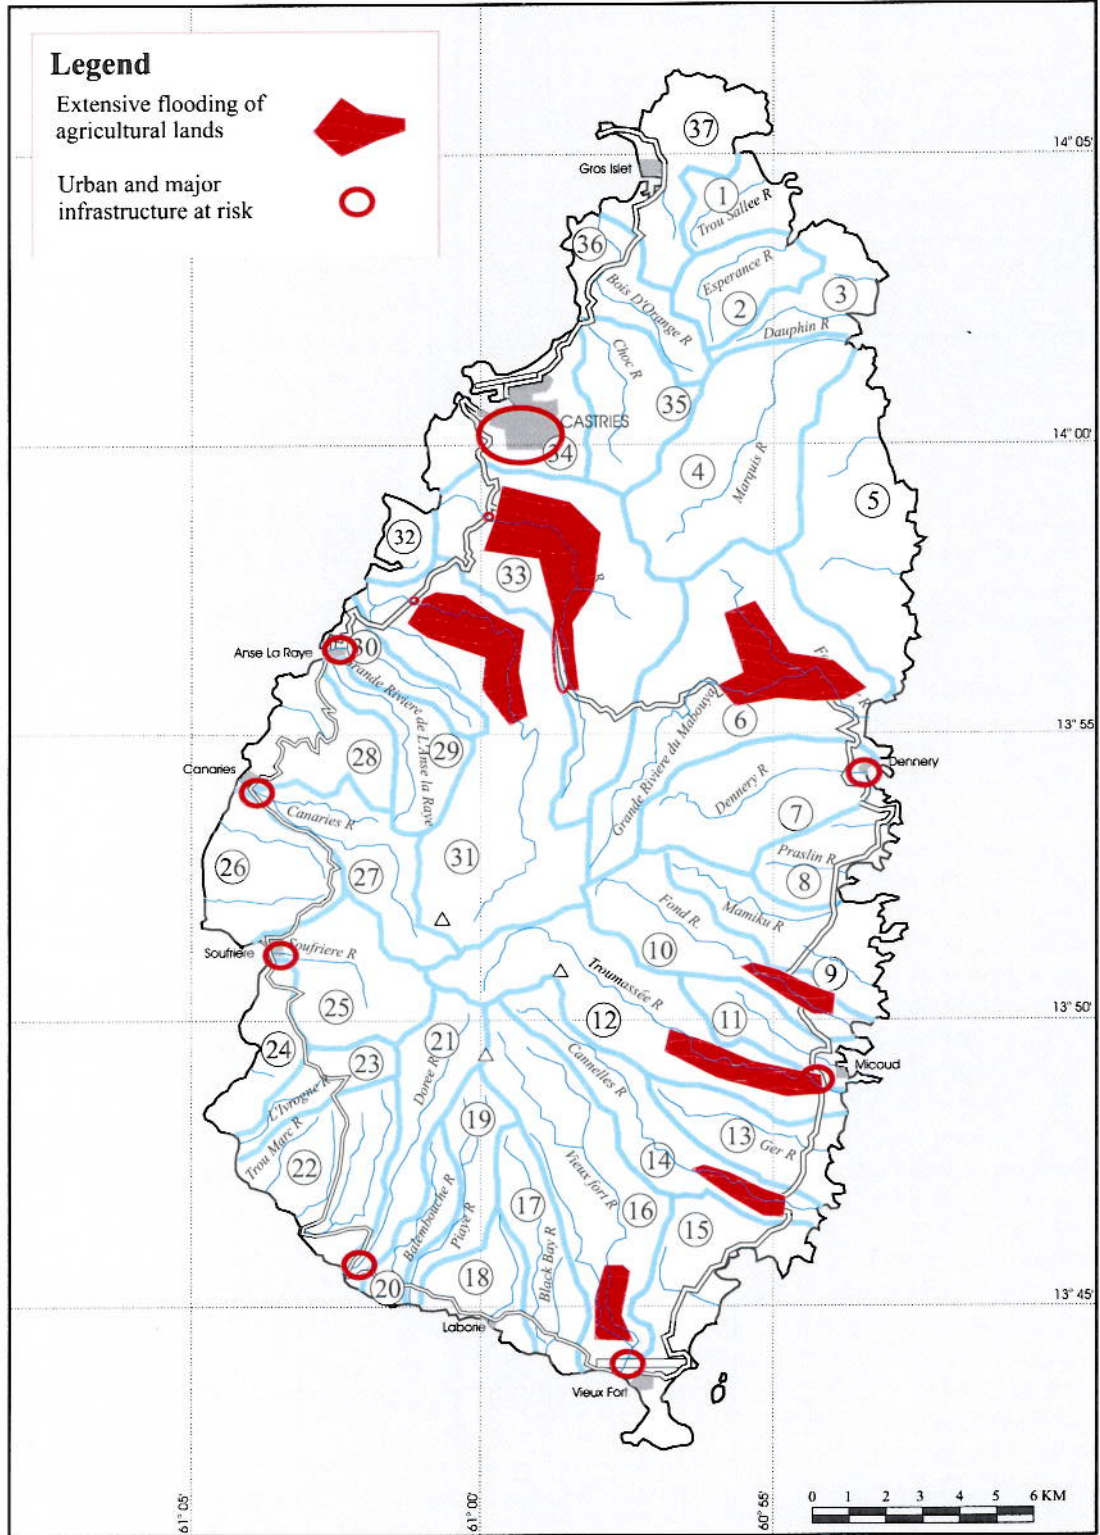 Legend
Extensive flooding of
agricultural lands
Urban and major
infrastructure at risk
37
14° 05'
Gros Islet
1
Trou Sallee R
36
Esperance R
3
2
Bois D'Orange R
Dauphin R
Choc R
35
CASTRIES
34
14° 00'
4
Marquis R
5
32
33
R
30
Anse La Raye
Grande Riviere de L'Anse la Raye
R
6
13° 55'
28
29
Grande Riviere du Mabouya
Dennery
Canaries
Dennery R
Canaries R
7
31
Praslin R
26
27
8
Fond R.
Mamiku R
Soufriere
Soufriere R
10
9
Troumassée R
25
12
11
13° 50'
24
21
23
Cannelles R
Micoud
L'Ivrogne R
Doree R
19
13
Ger R
Trou Marc R
22
14
Vieux fort R
Balembouche R
Piaye R
17
16
15
Black Bay R
18
20
13° 45'
Laborie
Vieux Fort
0 1 2 3 4 5 6 KM
61° 05'
61° 00'
60° 55'